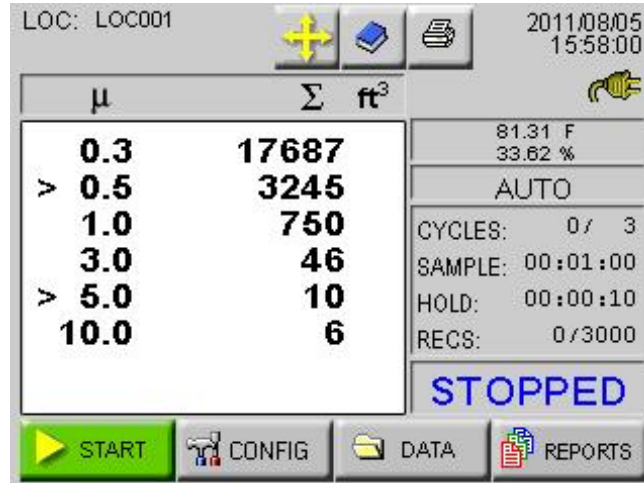 LOC: LOC001
2011/08/05
15:58:00
µ Σ ft³
0.3 17687
> 0.5 3245
1.0 750
3.0 46
> 5.0 10
10.0 6
81.31 F
33.62 %
AUTO
CYCLES: 0/ 3
SAMPLE: 00:01:00
HOLD: 00:00:10
RECS: 0/3000
STOPPED
START CONFIG DATA REPORTS